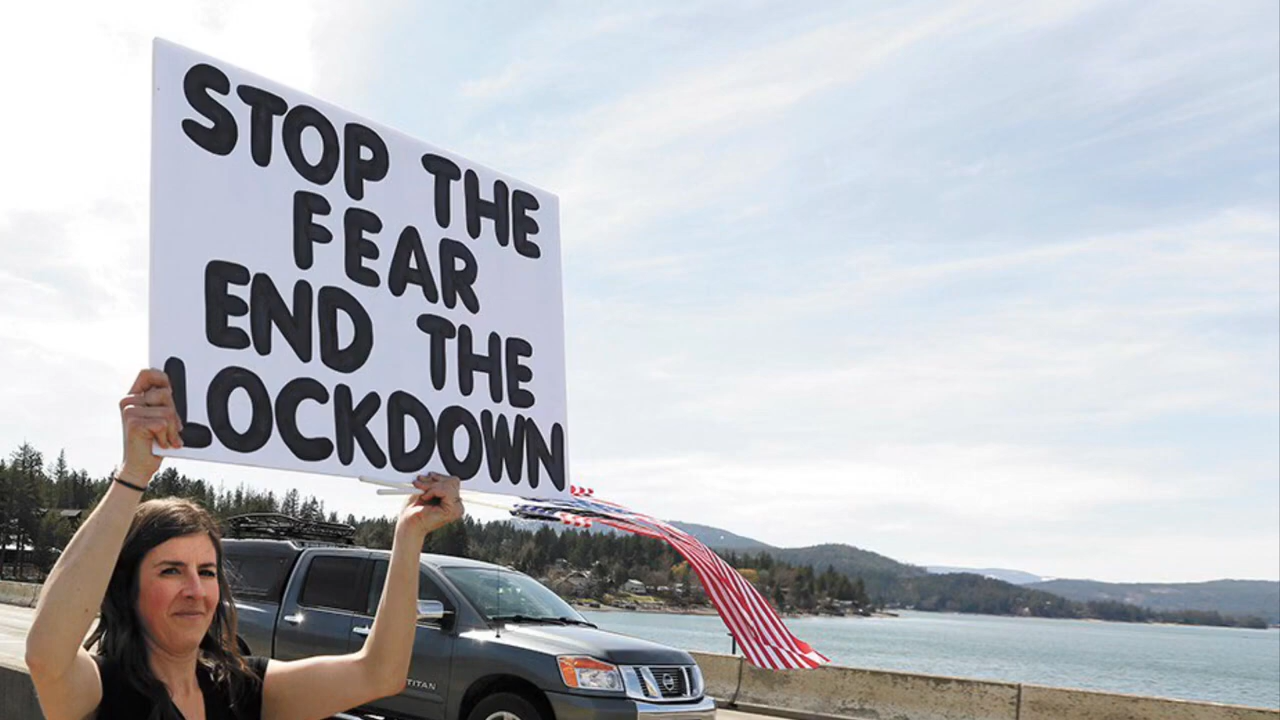 STOP THE
FEAR
END THE
LOCKDOWN
TITAN